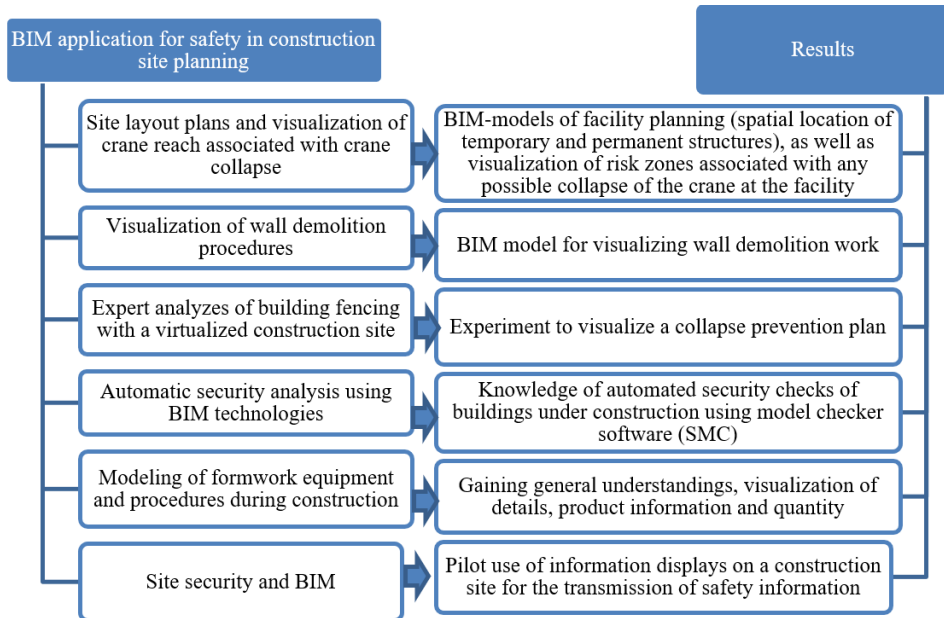 BIM application for safety in construction
site planning
Results
Site layout plans and visualization of
crane reach associated with crane
collapse
BIM-models of facility planning (spatial location of
temporary and permanent structures), as well as
visualization of risk zones associated with any
possible collapse of the crane at the facility
Visualization of wall demolition
procedures
BIM model for visualizing wall demolition work
Expert analyzes of building fencing
with a virtualized construction site
Experiment to visualize a collapse prevention plan
Automatic security analysis using
BIM technologies
Knowledge of automated security checks of
buildings under construction using model checker
software (SMC)
Modeling of formwork equipment
and procedures during construction
Gaining general understandings, visualization of
details, product information and quantity
Site security and BIM
Pilot use of information displays on a construction
site for the transmission of safety information